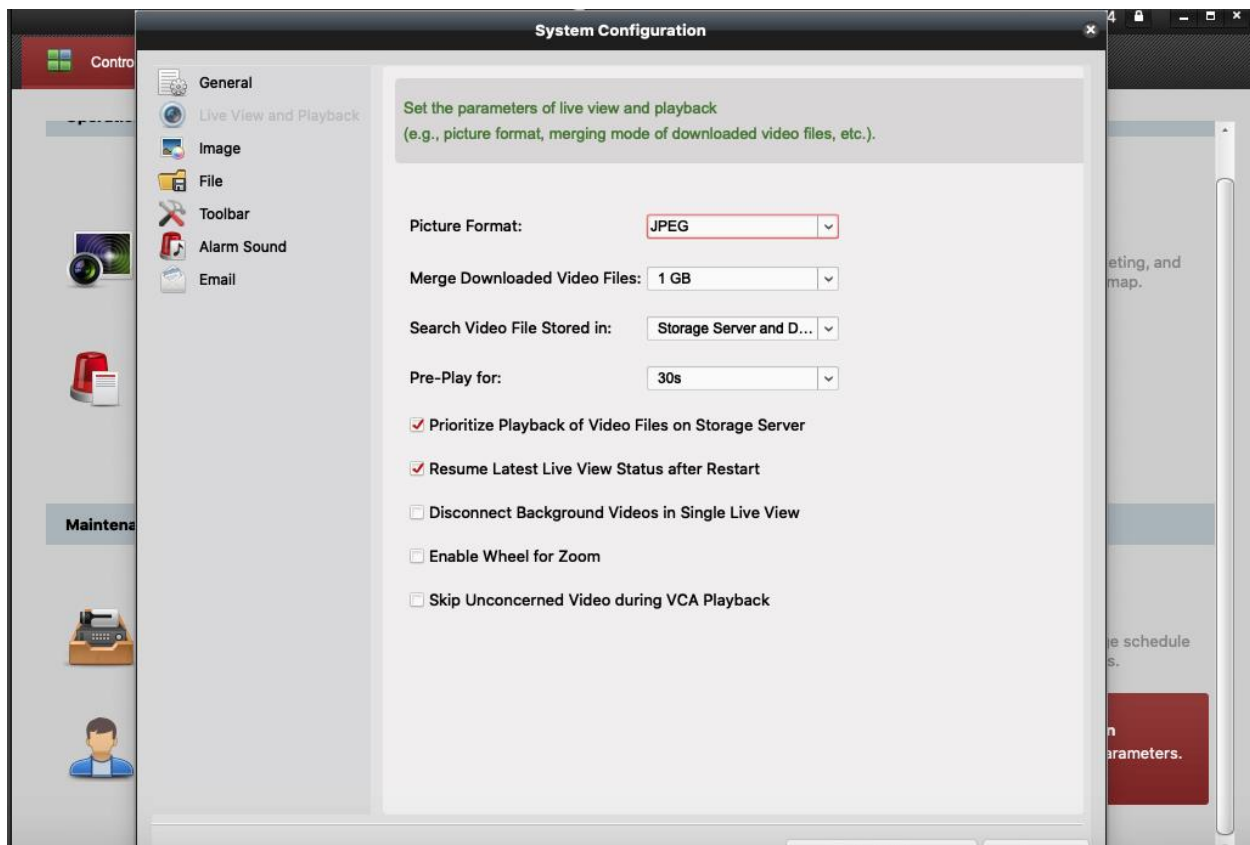 System Configuration
4
Contro
General
Live View and Playback
Image
File
Toolbar
Alarm Sound
Email
Set the parameters of live view and playback
(e.g., picture format, merging mode of downloaded video files, etc.).
Picture Format: JPEG
Merge Downloaded Video Files: 1 GB
Search Video File Stored in: Storage Server and D...
Pre-Play for: 30s
Prioritize Playback of Video Files on Storage Server
Resume Latest Live View Status after Restart
Disconnect Background Videos in Single Live View
Enable Wheel for Zoom
Skip Unconcerned Video during VCA Playback
eting, and
map.
Maintena
e schedule
s.
n
arameters.